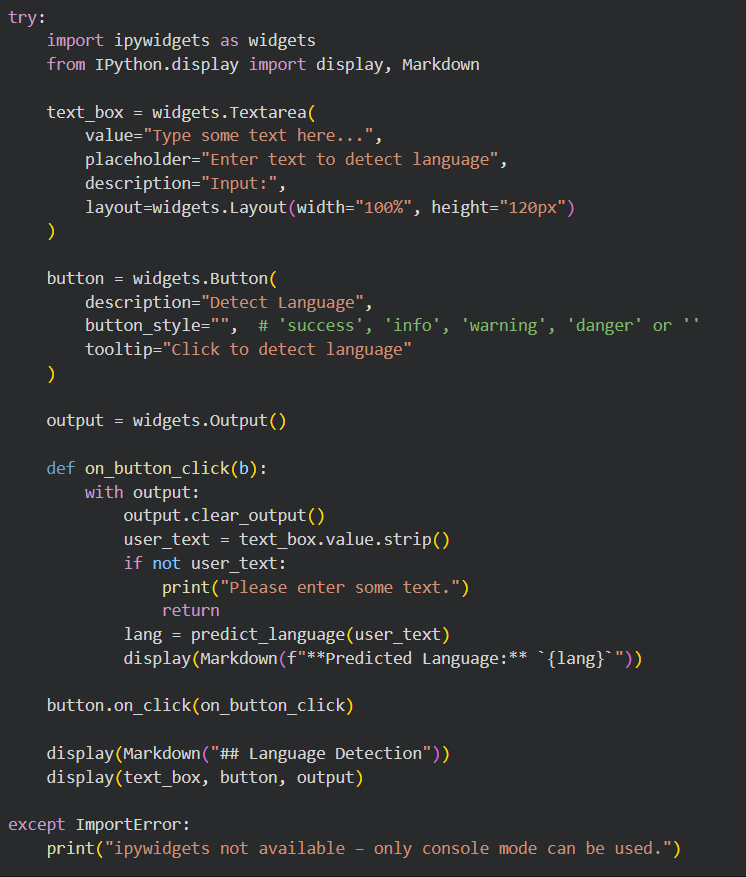 try:
    import ipywidgets as widgets
    from IPython.display import display, Markdown

    text_box = widgets.Textarea(
        value="Type some text here...",
        placeholder="Enter text to detect language",
        description="Input:",
        layout=widgets.Layout(width="100%", height="120px")
    )

    button = widgets.Button(
        description="Detect Language",
        button_style="",  # 'success', 'info', 'warning', 'danger' or ''
        tooltip="Click to detect language"
    )

    output = widgets.Output()

    def on_button_click(b):
        with output:
            output.clear_output()
            user_text = text_box.value.strip()
            if not user_text:
                print("Please enter some text.")
                return
            lang = predict_language(user_text)
            display(Markdown(f"**Predicted Language:** `{lang}`"))

    button.on_click(on_button_click)

    display(Markdown("## Language Detection"))
    display(text_box, button, output)

except ImportError:
    print("ipywidgets not available – only console mode can be used.")